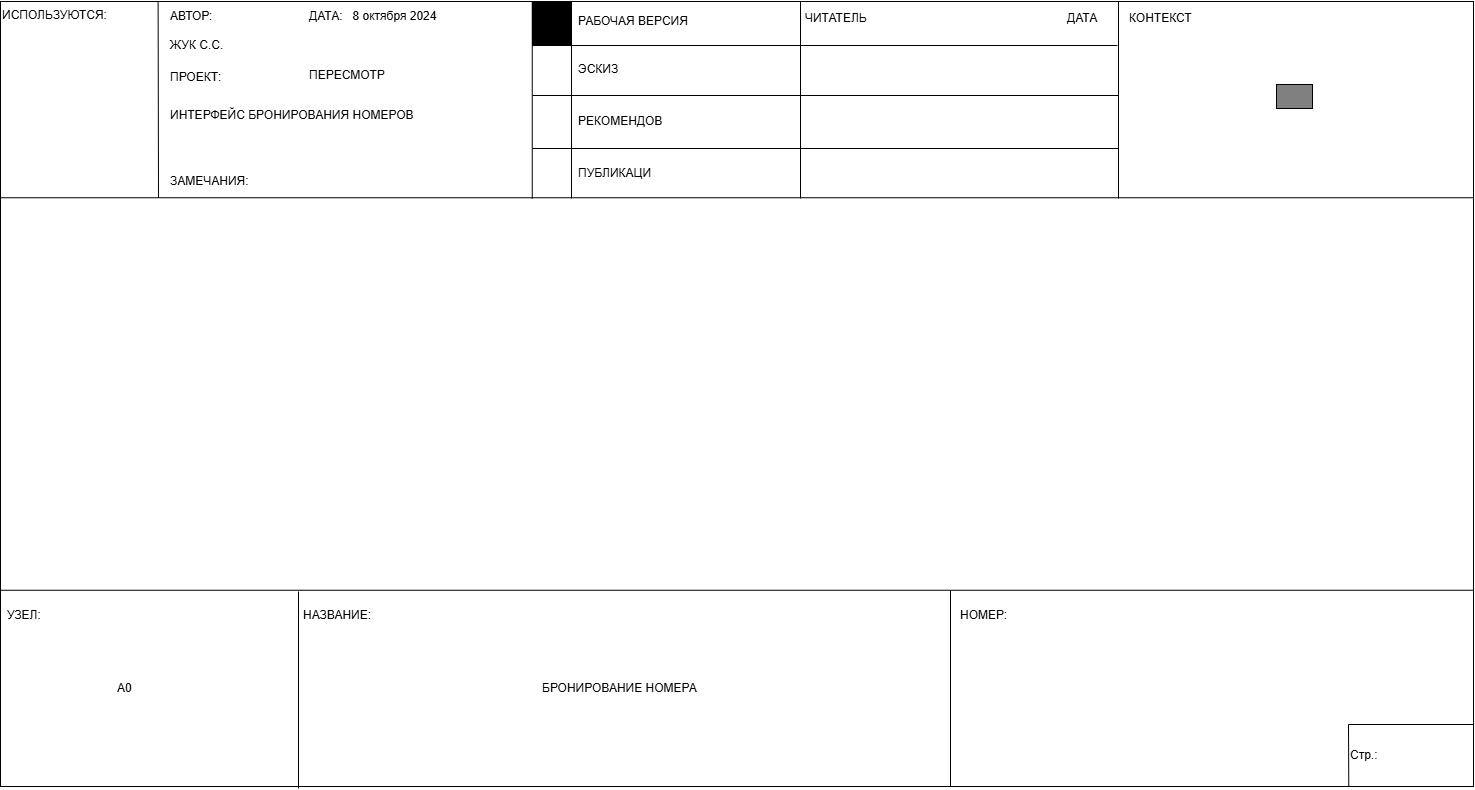 ИСПОЛЬЗУЮТСЯ:
АВТОР:
ДАТА: 8 октября 2024
ЖУК С.С.
ПРОЕКТ:
ПЕРЕСМОТР
ИНТЕРФЕЙС БРОНИРОВАНИЯ НОМЕРОВ
ЗАМЕЧАНИЯ:
РАБОЧАЯ ВЕРСИЯ
ЭСКИЗ
РЕКОМЕНДОВ
ПУБЛИКАЦИ
ЧИТАТЕЛЬ
ДАТА
КОНТЕКСТ
УЗЕЛ:
A0
НАЗВАНИЕ:
БРОНИРОВАНИЕ НОМЕРА
НОМЕР:
Стр.: